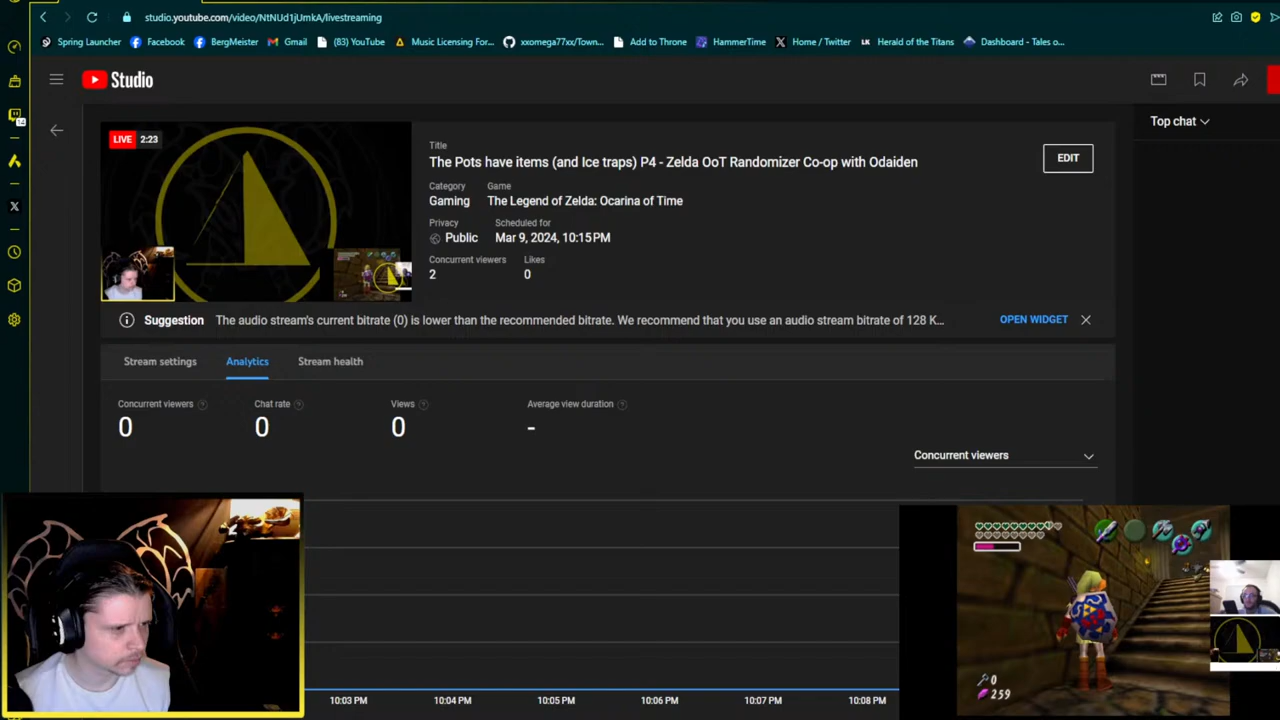 studio.youtube.com/video/NtNUd1jUmkA/livestreaming
Spring Launcher Facebook BergMeister Gmail (83) YouTube Music Licensing For... xxomega77xx/Town... Add to Throne HammerTime Home / Twitter Herald of the Titans Dashboard - Tales o...
Studio
14
Top chat
LIVE 2:23
Title
The Pots have items (and Ice traps) P4 - Zelda OoT Randomizer Co-op with Odaiden
EDIT
Category Game
Gaming The Legend of Zelda: Ocarina of Time
Privacy Scheduled for
Public Mar 9, 2024, 10:15 PM
Concurrent viewers Likes
2 0
Suggestion The audio stream's current bitrate (0) is lower than the recommended bitrate. We recommend that you use an audio stream bitrate of 128 K... OPEN WIDGET
Stream settings Analytics Stream health
Concurrent viewers Chat rate Views Average view duration
0 0 0 -
Concurrent viewers
0
259
10:03 PM 10:04 PM 10:05 PM 10:06 PM 10:07 PM 10:08 PM